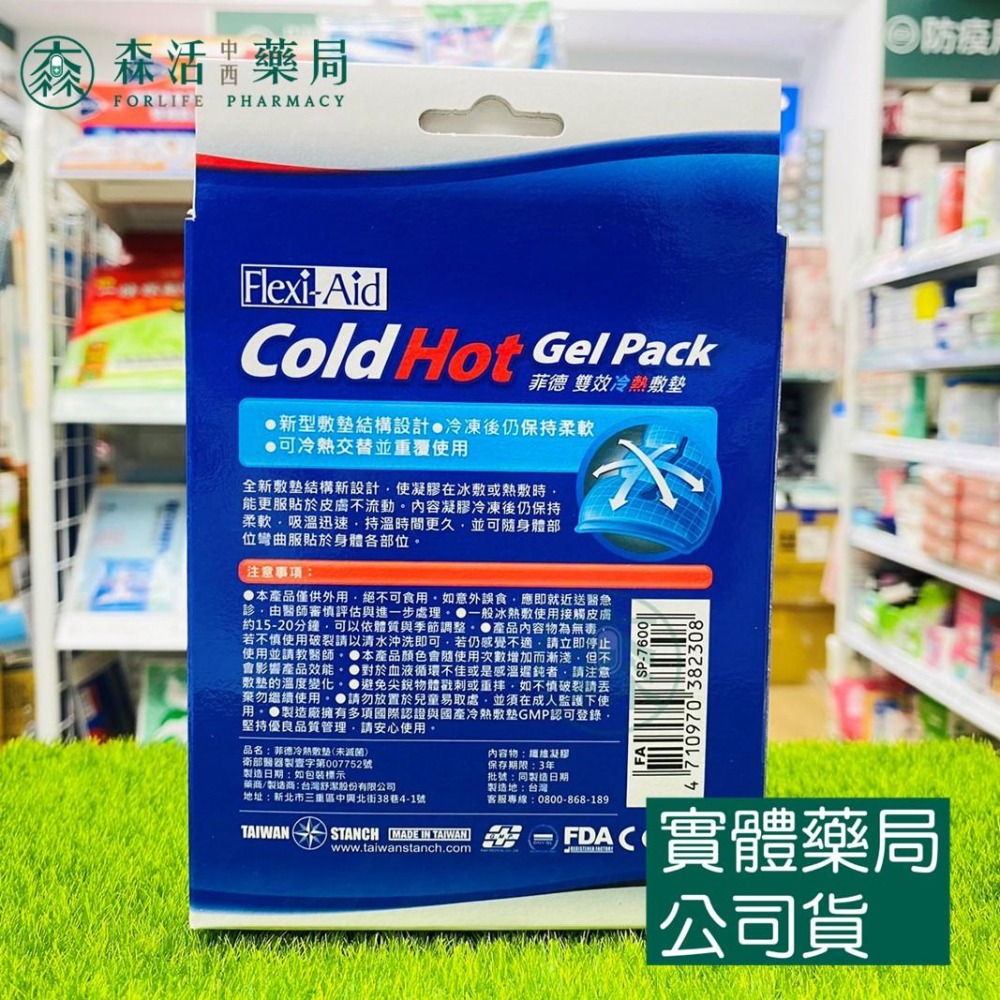 森活中西藥局
FORLIFE PHARMACY
防疫
Flexi-Aid
Cold Hot Gel Pack
菲德 雙效冷熱敷墊
●新型敷墊結構設計●冷凍後仍保持柔軟
●可冷熱交替並重覆使用
全新敷墊結構新設計，使凝膠在冰敷或熱敷時，
能更服貼於皮膚不流動。內容凝膠冷凍後仍保持
柔軟，吸溫迅速，持溫時間更久，並可隨身體部
位彎曲服貼於身體各部位。
注意事項：
●本產品僅供外用，絕不可食用。如意外誤食，應即就近送醫急
診，由醫師審慎評估與進一步處理。●一般冰熱敷使用接觸皮膚
約15-20分鐘，可以依體質與季節調整。●產品內容物為無毒，
若不慎使用破裂請以清水沖洗即可，若仍感覺不適，請立即停止
使用並請教醫師。●本產品顏色會隨使用次數增加而漸淺，但不
會影響產品效能。●對於血液循環不佳或是感溫遲鈍者，請注意
敷墊的溫度變化。●避免尖銳物體戳刺或重摔，如不慎破裂請丟
棄勿繼續使用。●請勿放置於兒童易取處，並須在成人監護下使
用。●製造廠擁有多項國際認證與國產冷熱敷墊GMP認可登錄，
堅持優良品質管理，請安心使用。
品名：菲德冷熱敷墊(未滅菌)
衛部醫器製壹字第007752號
製造日期：如包裝標示
藥商/製造商：台灣舒潔股份有限公司
地址：新北市三重區中興北街38巷4-1號
內容物：纖維凝膠
保存期限：3年
批號：同製造日期
製造地：台灣
客服專線：0800-868-189
FA
SP-7600
4 710970 382308
TAIWAN STANCH
MADE IN TAIWAN
www.taiwanstanch.com
FDA
REGISTERED FACTORY
CE
實體藥局
公司貨